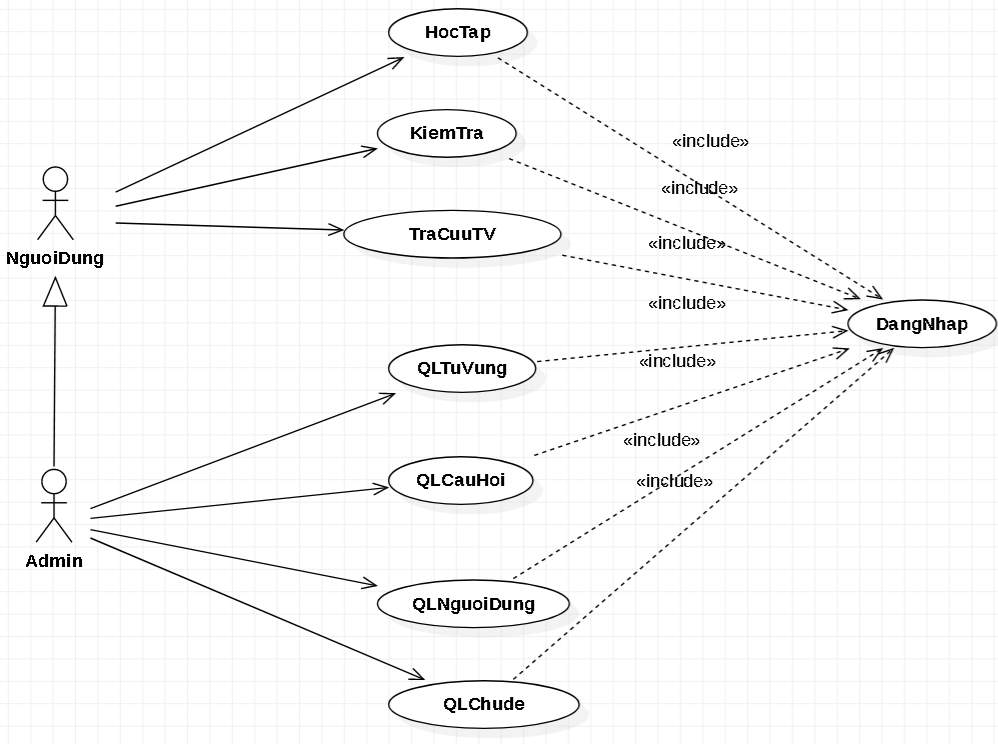 HocTap
KiemTra
«include»
«include»
TraCuuTV
«include»
NguoiDung
«include»
DangNhap
QLTuVung
«include»
«include»
QLCauHoi
«include»
Admin
QLNguoiDung
QLChude